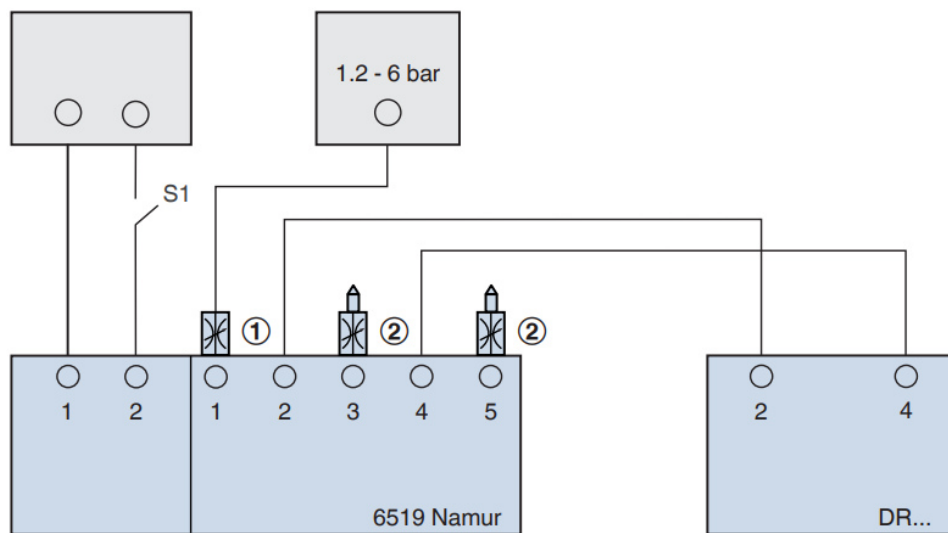 1.2 - 6 bar
S1
① ② ②
1 2 1 2 3 4 5 2 4
6519 Namur DR...